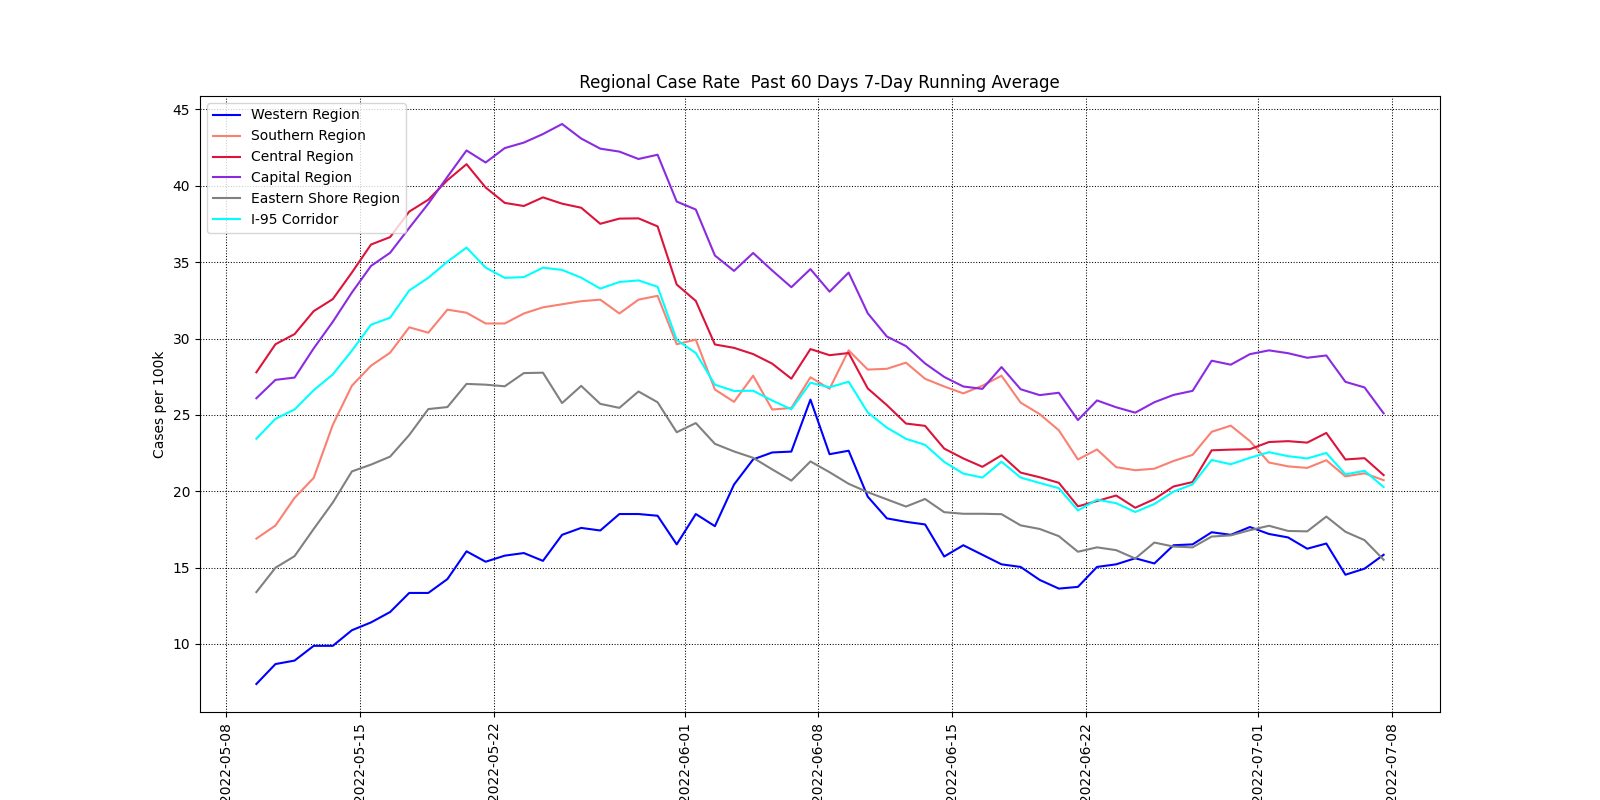 Regional Case Rate  Past 60 Days 7-Day Running Average
Western Region
Southern Region
Central Region
Capital Region
Eastern Shore Region
I-95 Corridor
Cases per 100k
45
40
35
30
25
20
15
10
2022-05-08
2022-05-15
2022-05-22
2022-06-01
2022-06-08
2022-06-15
2022-06-22
2022-07-01
2022-07-08